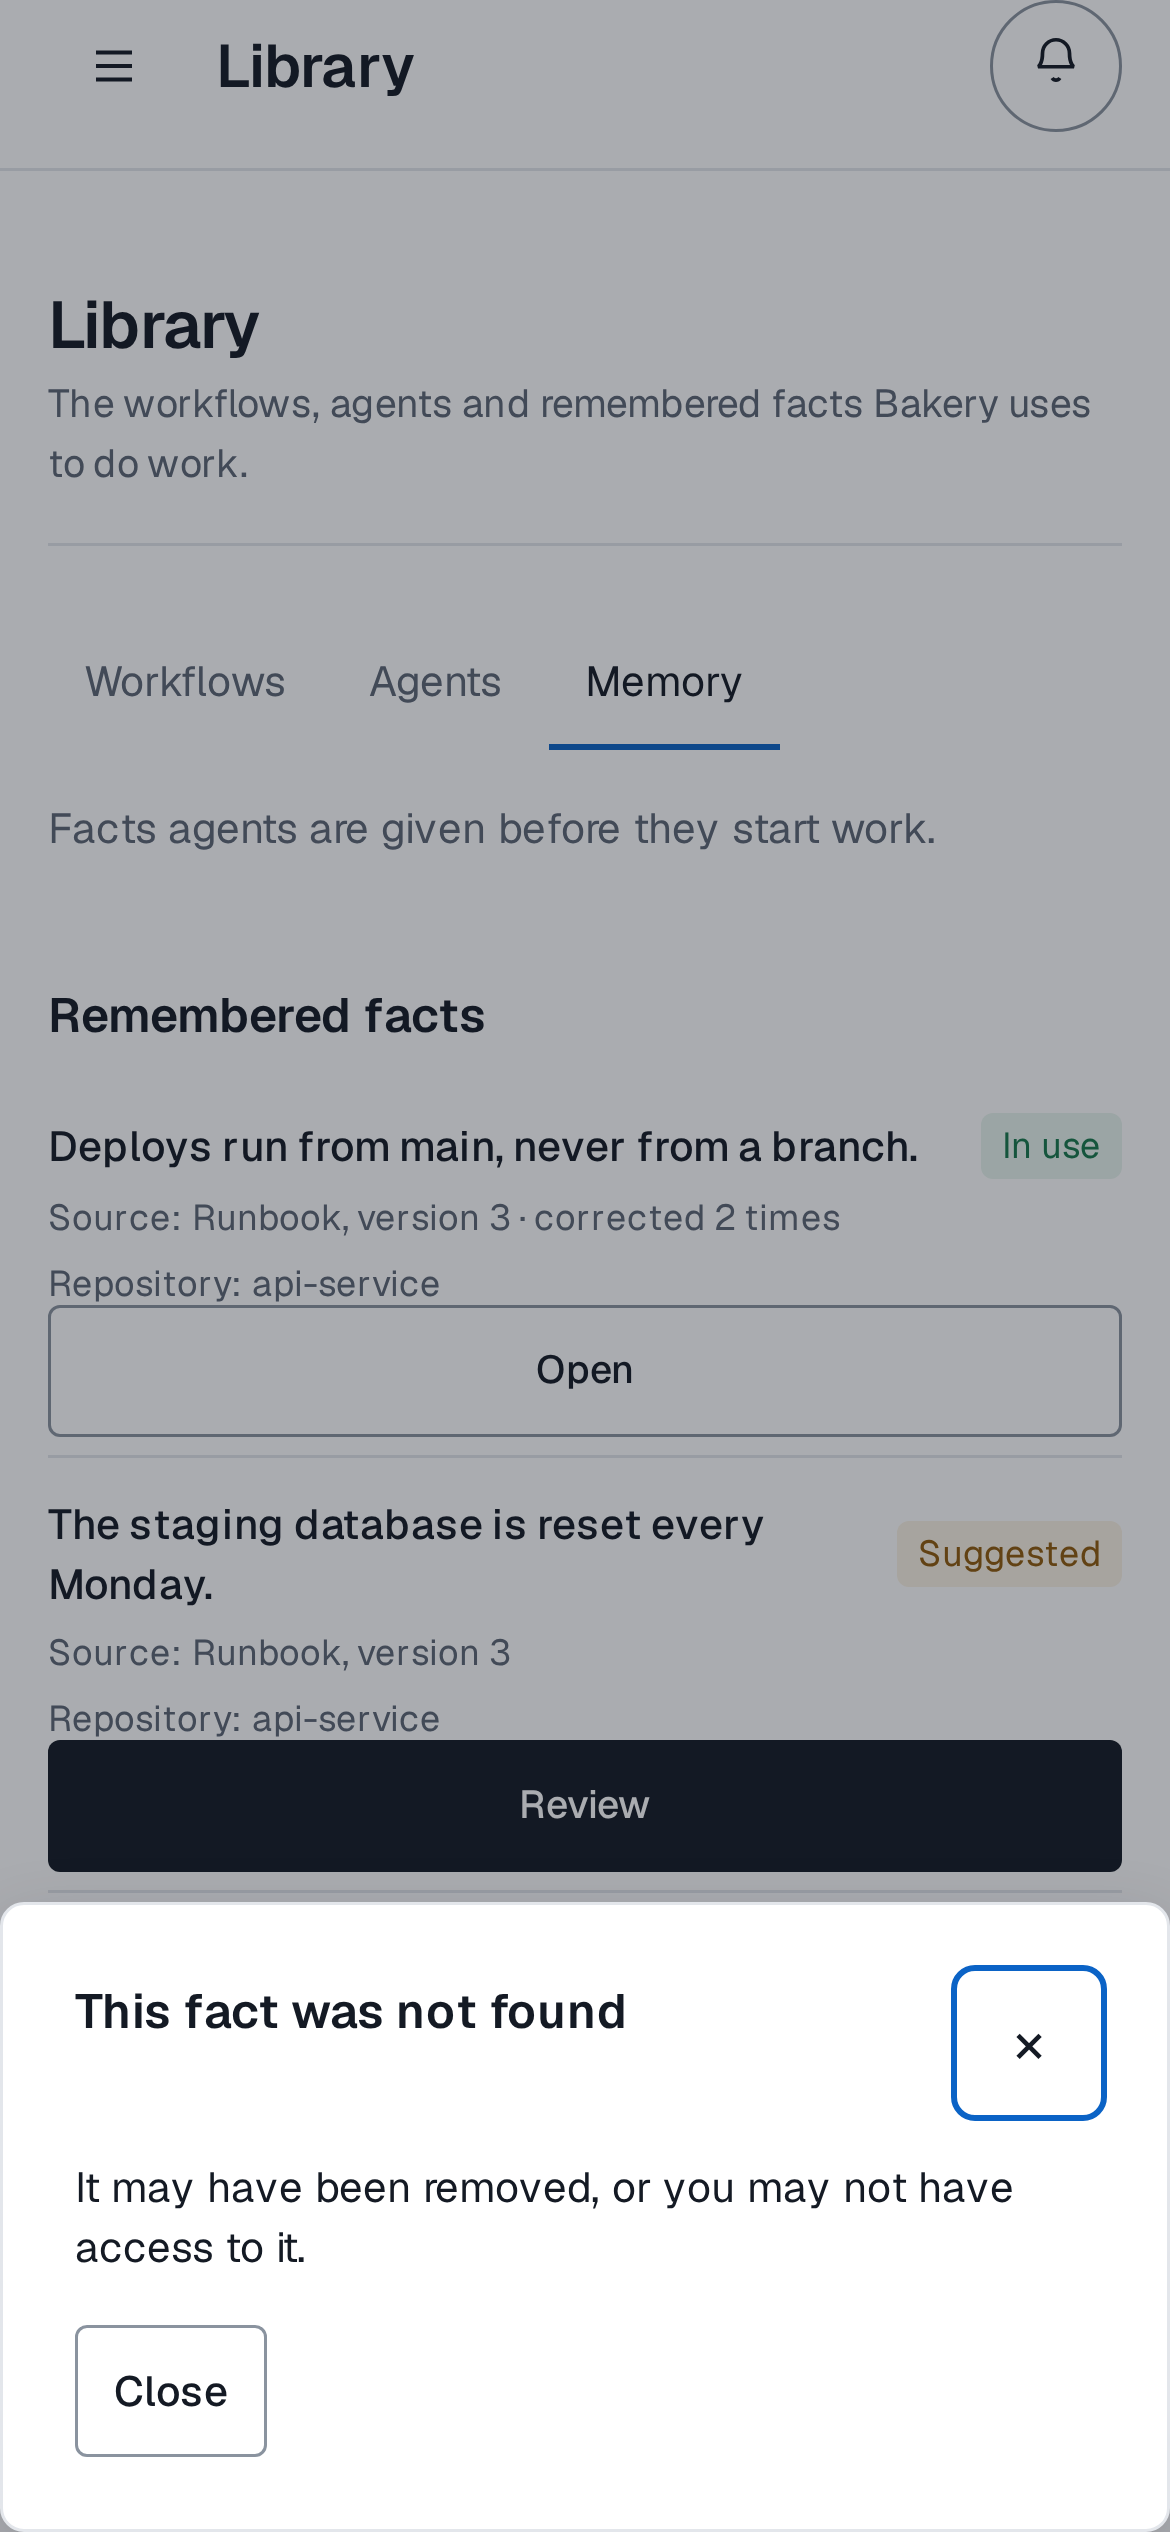 Library
Library
The workflows, agents and remembered facts Bakery uses
to do work.
Workflows Agents Memory
Facts agents are given before they start work.
Remembered facts
Deploys run from main, never from a branch. In use
Source: Runbook, version 3 · corrected 2 times
Repository: api-service
Open
The staging database is reset every
Monday.
Suggested
Source: Runbook, version 3
Repository: api-service
Review
This fact was not found
It may have been removed, or you may not have
access to it.
Close